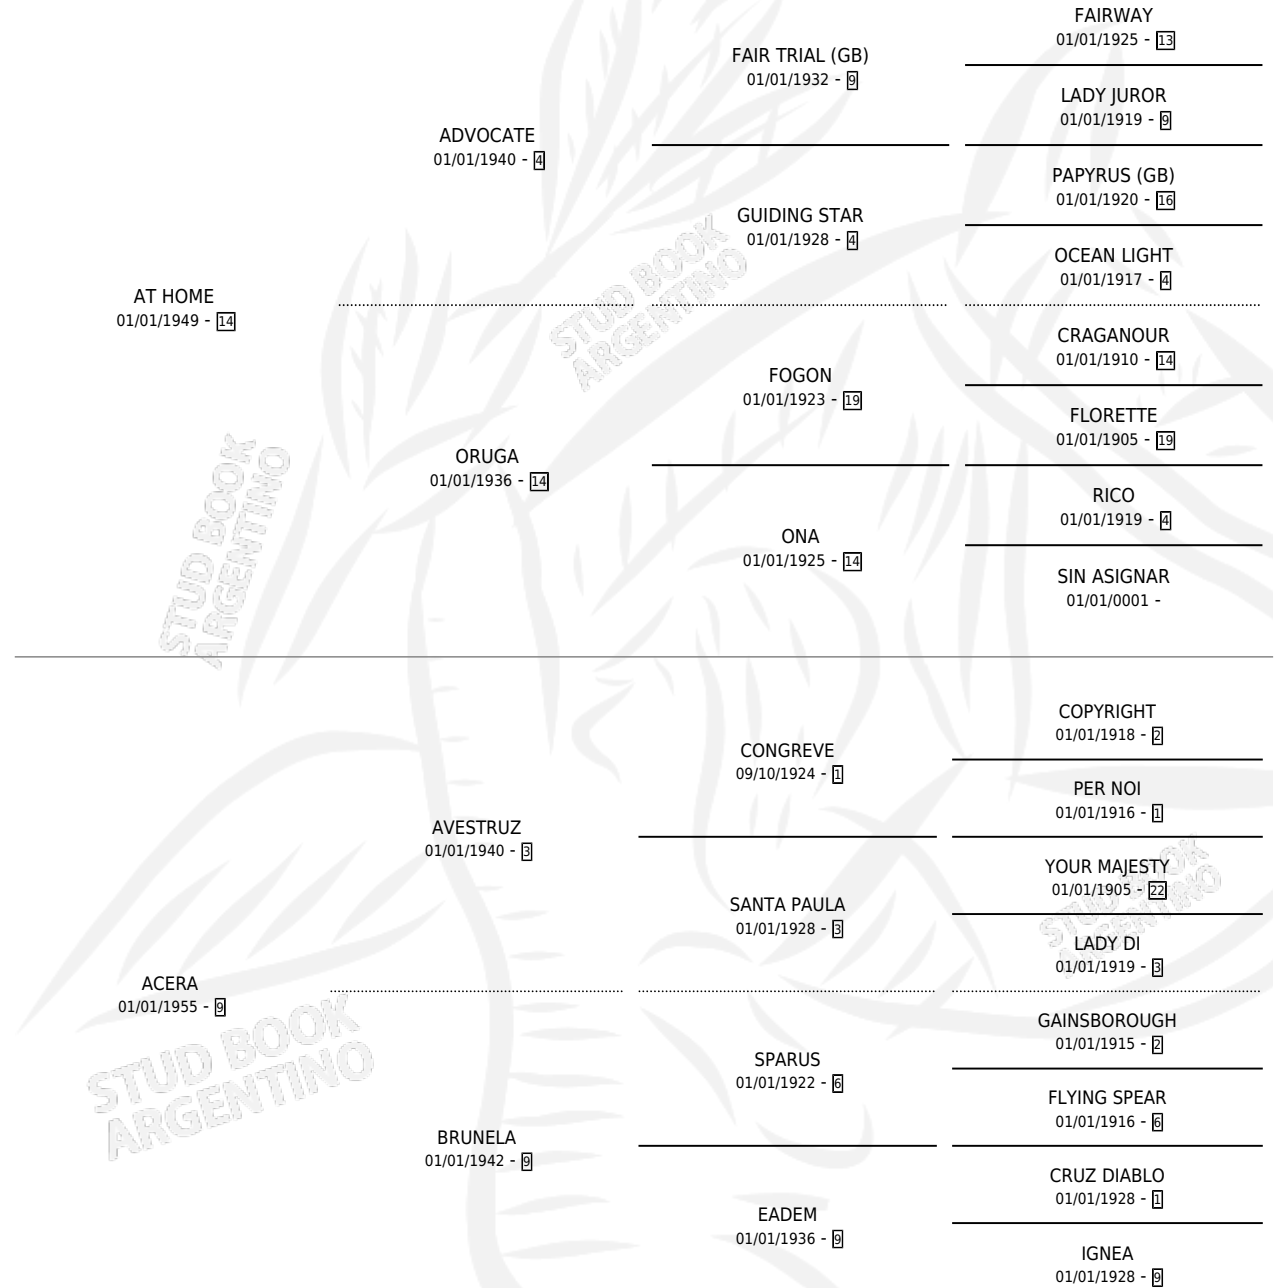 FAIRWAY
01/01/1925 - 13
FAIR TRIAL (GB)
01/01/1932 - 9
LADY JUROR
01/01/1919 - 9
ADVOCATE
01/01/1940 - 4
PAPYRUS (GB)
01/01/1920 - 16
GUIDING STAR
01/01/1928 - 4
OCEAN LIGHT
01/01/1917 - 4
AT HOME
01/01/1949 - 14
CRAGANOUR
01/01/1910 - 14
FOGON
01/01/1923 - 19
FLORETTE
01/01/1905 - 19
ORUGA
01/01/1936 - 14
RICO
01/01/1919 - 4
ONA
01/01/1925 - 14
SIN ASIGNAR
01/01/0001 -
COPYRIGHT
01/01/1918 - 2
CONGREVE
09/10/1924 - 1
PER NOI
01/01/1916 - 1
AVESTRUZ
01/01/1940 - 3
YOUR MAJESTY
01/01/1905 - 22
SANTA PAULA
01/01/1928 - 3
LADY DI
01/01/1919 - 3
ACERA
01/01/1955 - 9
GAINSBOROUGH
01/01/1915 - 2
SPARUS
01/01/1922 - 6
FLYING SPEAR
01/01/1916 - 6
BRUNELA
01/01/1942 - 9
CRUZ DIABLO
01/01/1928 - 1
EADEM
01/01/1936 - 9
IGNEA
01/01/1928 - 9
STUD BOOK
ARGENTINO
STUD BOOK
ARGENTINO
STUD BOOK
ARGENTINO
STUD BOOK
ARGENTINO